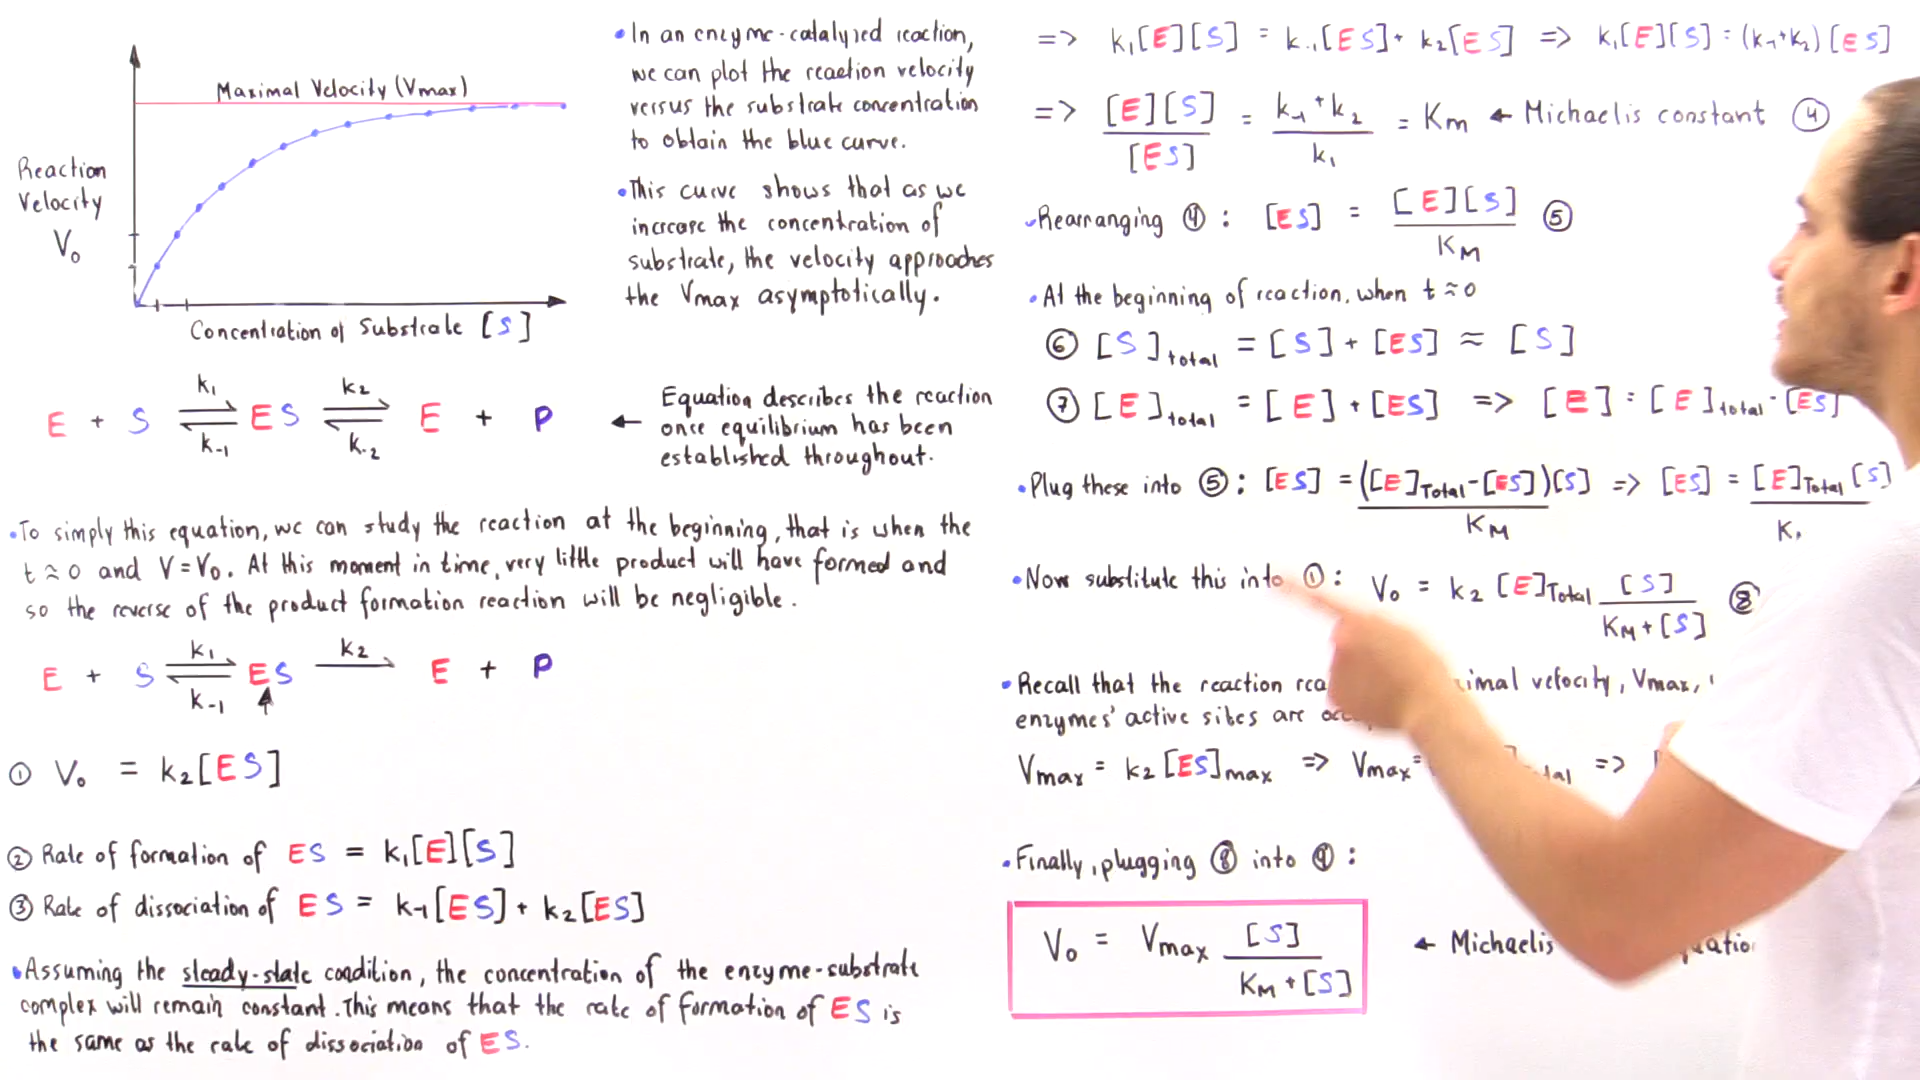 Maximal Velocity (Vmax)
Reaction
Velocity
V₀
Concentration of Substrate [S]
• In an enzyme-catalyzed reaction,
we can plot the reaction velocity
versus the substrate concentration
to obtain the blue curve.
• This curve shows that as we
increase the concentration of
substrate, the velocity approaches
the Vmax asymptotically.
k₁ k₂
E + S ⇌ ES ⇌ E + P
k₋₁ k₋₂
← Equation describes the reaction
once equilibrium has been
established throughout.
• To simply this equation, we can study the reaction at the beginning, that is when the
t ≈ 0 and V = V₀. At this moment in time, very little product will have formed and
so the reverse of the product formation reaction will be negligible.
k₁ k₂
E + S ⇌ ES → E + P
k₋₁
① V₀ = k₂[ES]
② Rate of formation of ES = k₁[E][S]
③ Rate of dissociation of ES = k₋₁[ES] + k₂[ES]
• Assuming the steady-state condition, the concentration of the enzyme-substrate
complex will remain constant. This means that the rate of formation of ES is
the same as the rate of dissociation of ES.
=> k₁[E][S] = k₋₁[ES] + k₂[ES] => k₁[E][S] = (k₋₁+k₂)[ES]
=> [E][S]/[ES] = (k₋₁+k₂)/k₁ = Km ← Michaelis constant ④
• Rearranging ④ : [ES] = [E][S]/KM ⑤
• At the beginning of reaction, when t ≈ 0
⑥ [S]total = [S] + [ES] ≈ [S]
⑦ [E]total = [E] + [ES] => [E] = [E]total - [ES]
• Plug these into ⑤ : [ES] = ([E]Total - [ES])[S]/KM => [ES] = [E]Total [S]
• Now substitute this into ① : V₀ = k₂ [E]Total [S]/(KM + [S]) ⑧
• Recall that the reaction velocity, Vmax,
enzymes' active sites are
Vmax = k₂ [ES]max => Vmax = =>
• Finally, plugging ⑧ into ⑨ :
V₀ = Vmax [S]/(KM + [S])
← Michaelis